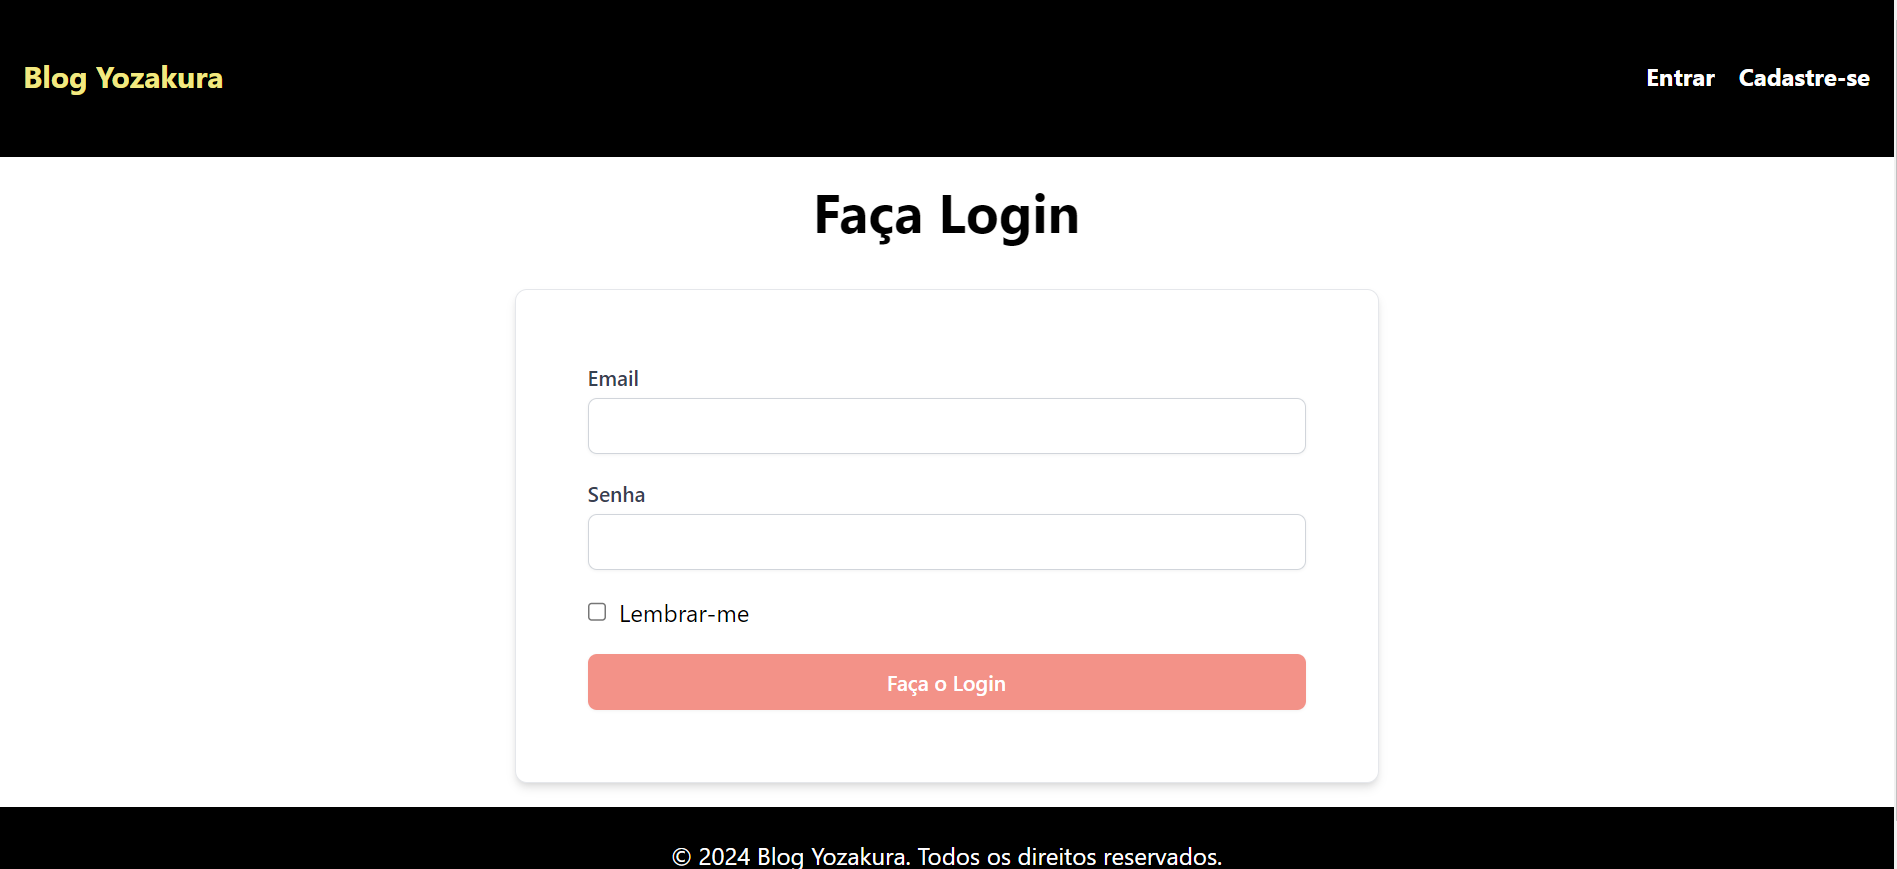 Blog Yozakura
Entrar Cadastre-se
Faça Login
Email
Senha
Lembrar-me
Faça o Login
© 2024 Blog Yozakura. Todos os direitos reservados.